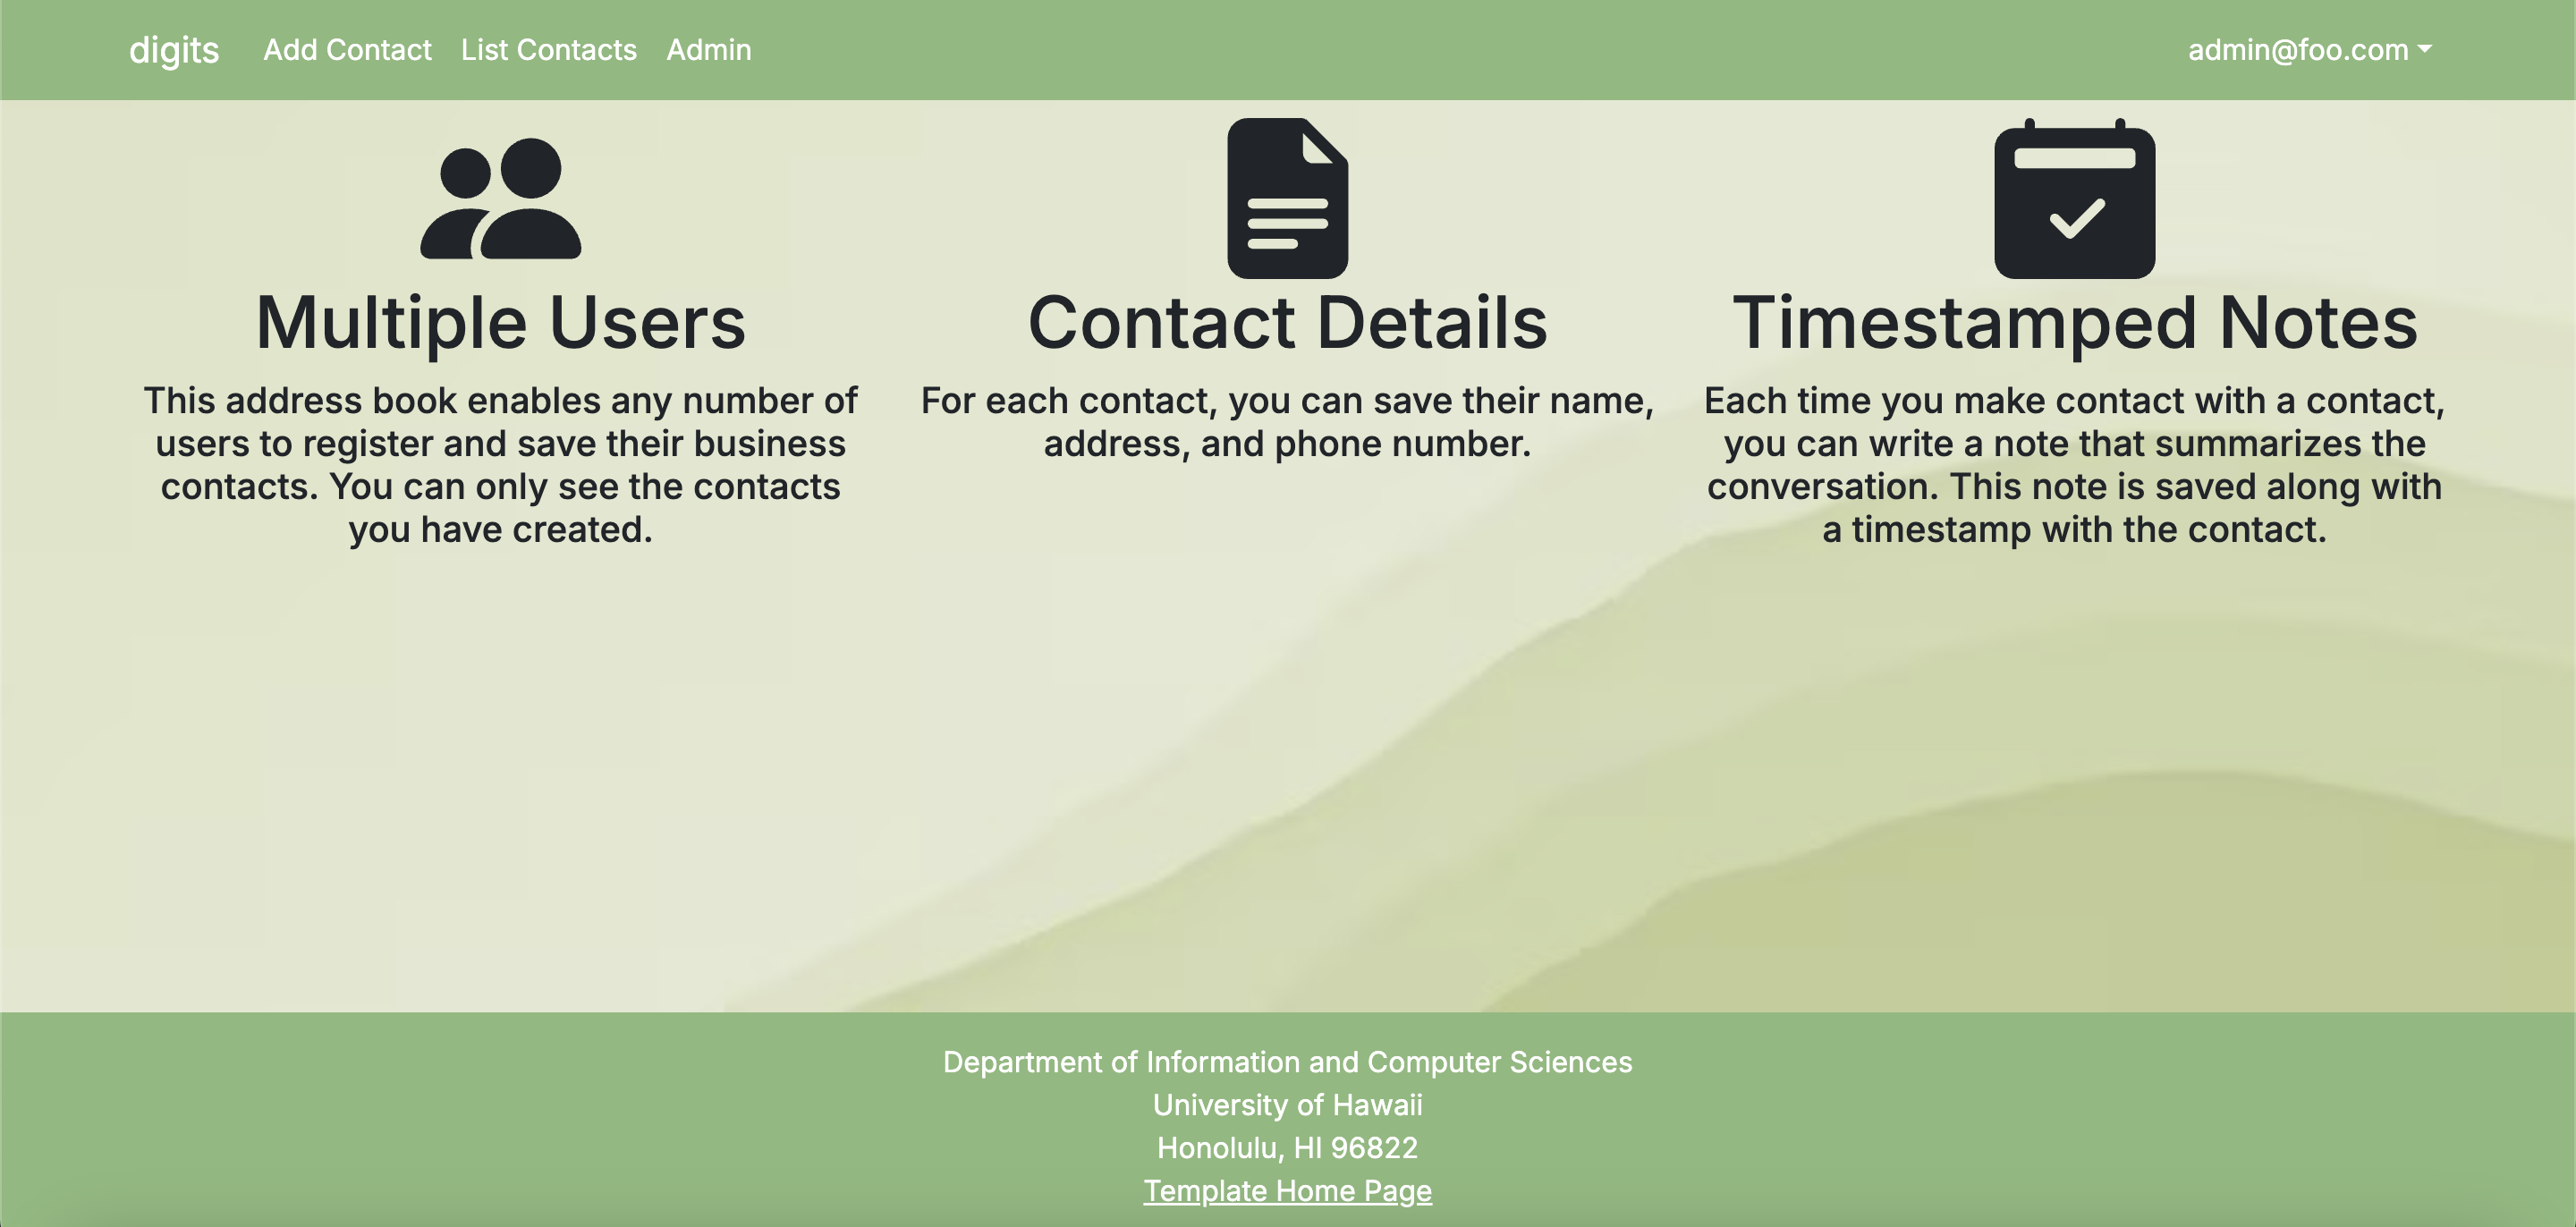 digits Add Contact List Contacts Admin admin@foo.com
Multiple Users
This address book enables any number of
users to register and save their business
contacts. You can only see the contacts
you have created.
Contact Details
For each contact, you can save their name,
address, and phone number.
Timestamped Notes
Each time you make contact with a contact,
you can write a note that summarizes the
conversation. This note is saved along with
a timestamp with the contact.
Department of Information and Computer Sciences
University of Hawaii
Honolulu, HI 96822
Template Home Page